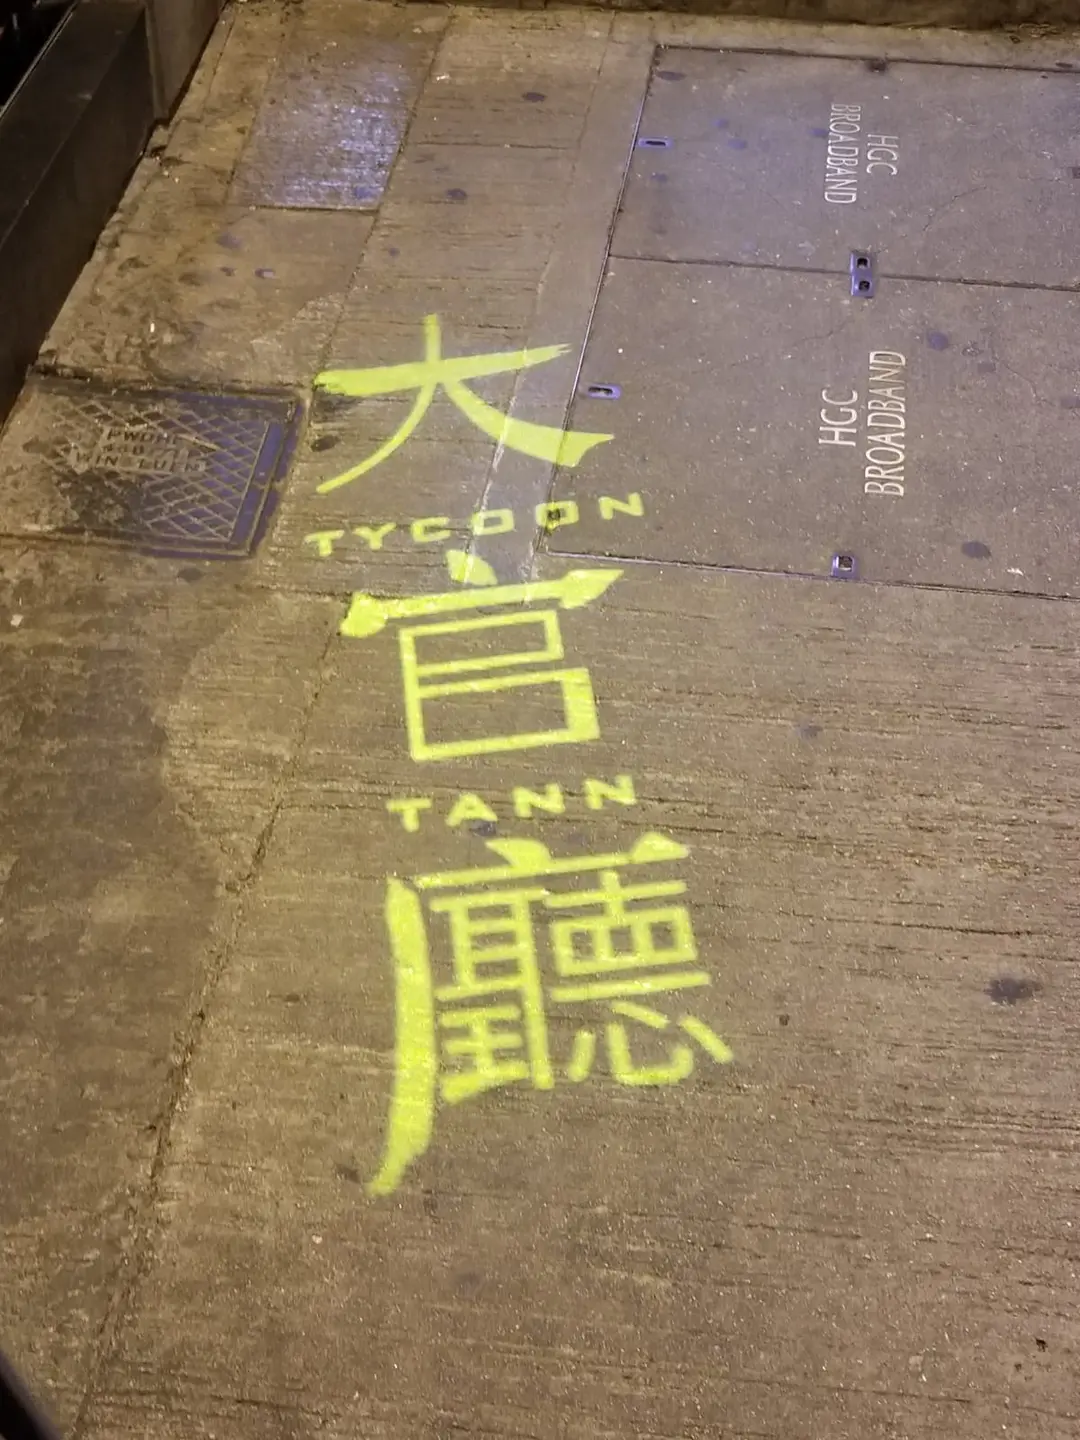 大
TYCOON
官
TANN
廳
HGC
BROADBAND
HGC
BROADBAND